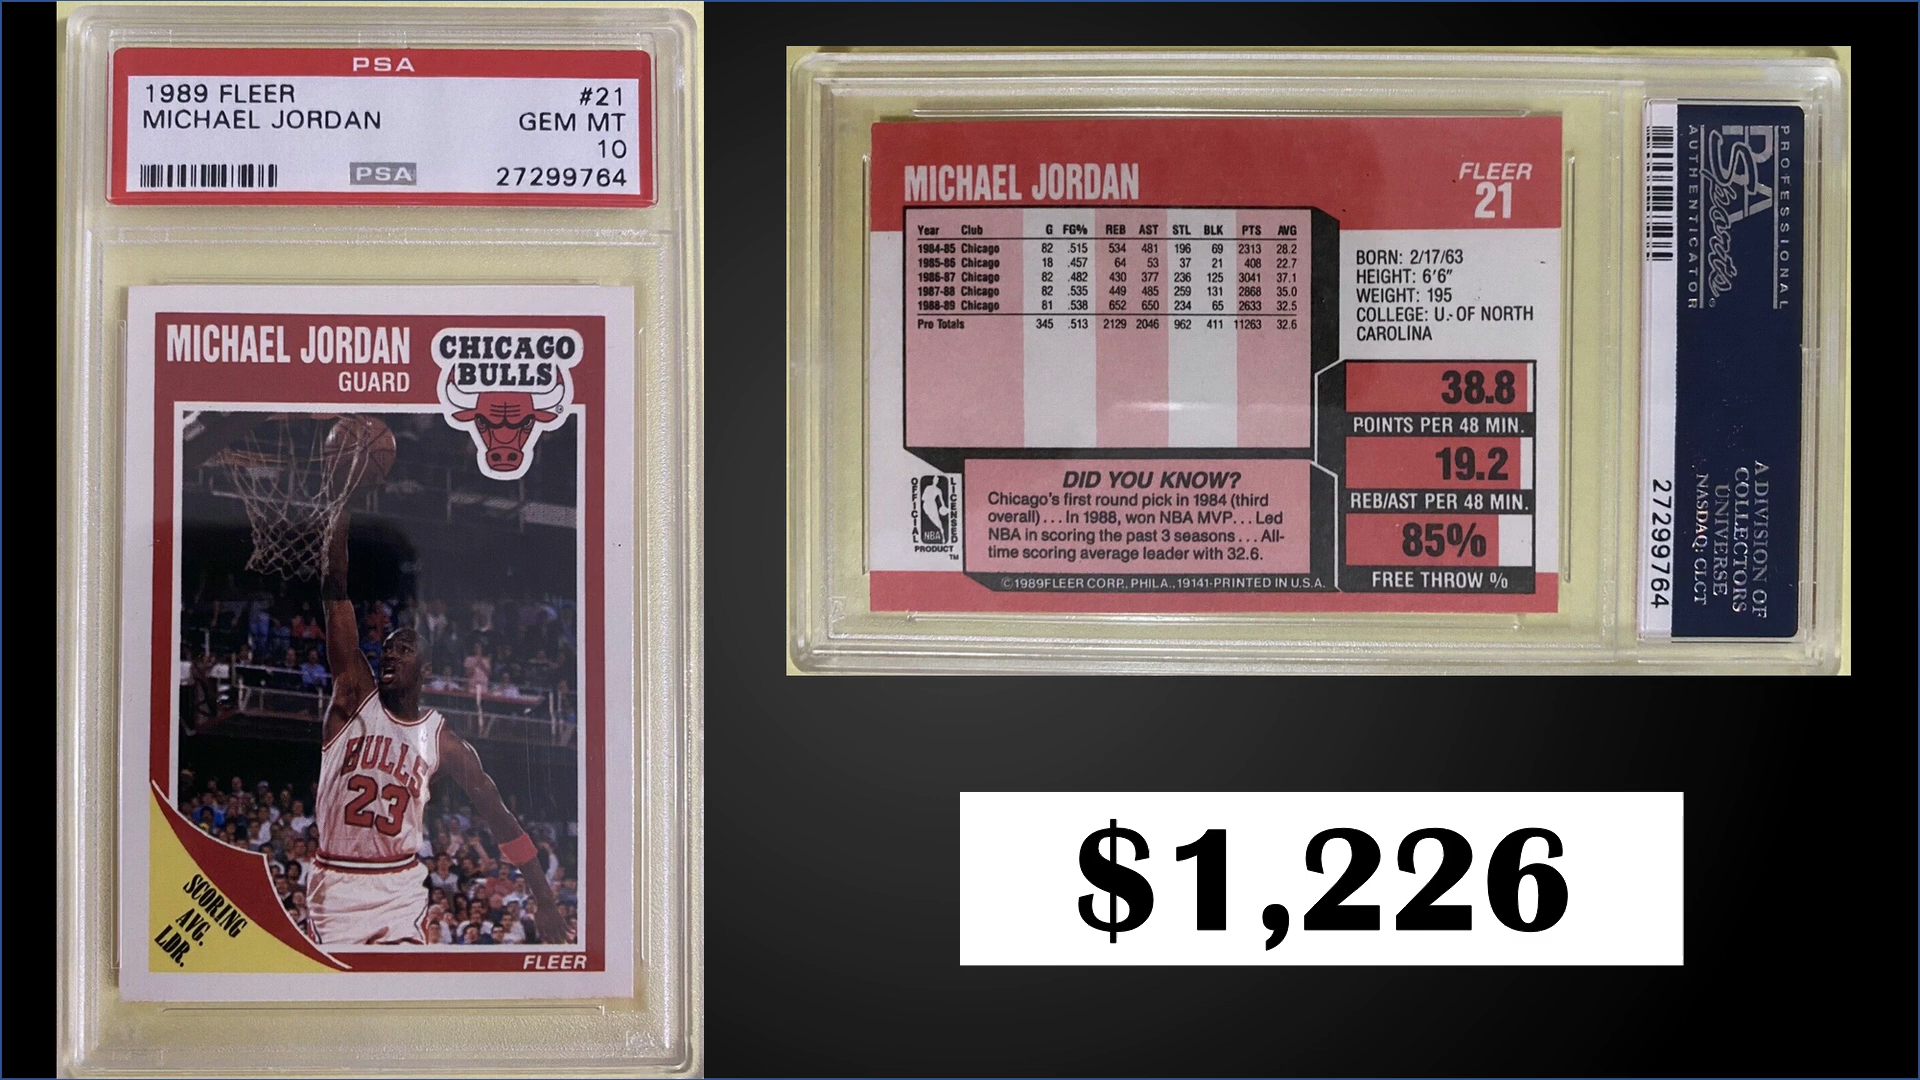 PSA
1989 FLEER #21
MICHAEL JORDAN GEM MT
10
PSA 27299764
MICHAEL JORDAN
GUARD
CHICAGO
BULLS
BULLS
23
SCORING
AVG.
LDR.
FLEER
MICHAEL JORDAN
FLEER
21
Year Club G FG% REB AST STL BLK PTS AVG
1984-85 Chicago 82 .515 534 481 196 69 2313 28.2
1985-86 Chicago 18 .457 64 53 37 21 408 22.7
1986-87 Chicago 82 .482 430 377 236 125 3041 37.1
1987-88 Chicago 82 .535 449 485 259 131 2868 35.0
1988-89 Chicago 81 .538 652 650 234 65 2633 32.5
Pro Totals 345 .513 2129 2046 962 411 11263 32.6
BORN: 2/17/63
HEIGHT: 6'6"
WEIGHT: 195
COLLEGE: U. OF NORTH
CAROLINA
38.8
POINTS PER 48 MIN.
19.2
REB/AST PER 48 MIN.
85%
FREE THROW %
OFFICIAL
LICENSED
NBA
PRODUCT TM
DID YOU KNOW?
Chicago's first round pick in 1984 (third
overall)...In 1988, won NBA MVP...Led
NBA in scoring the past 3 seasons...All-
time scoring average leader with 32.6.
©1989FLEER CORP., PHILA., 19141-PRINTED IN U.S.A.
PROFESSIONAL
PSA
Sports
AUTHENTICATOR
A DIVISION OF
COLLECTORS
UNIVERSE
NASDAQ: CLCT
27299764
$1,226